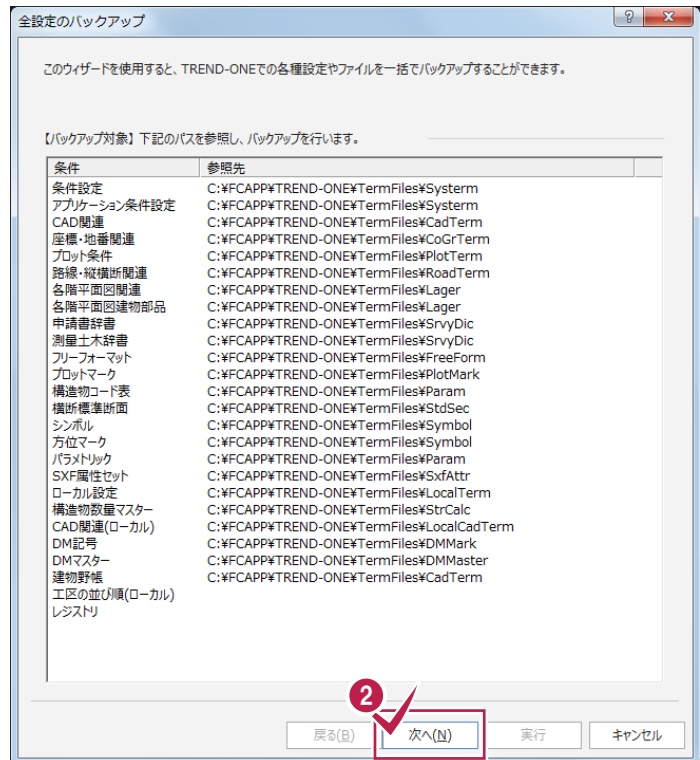 全設定のバックアップ
このウィザードを使用すると、TREND-ONEでの各種設定やファイルを一括でバックアップすることができます。
【バックアップ対象】下記のパスを参照し、バックアップを行います。
条件 参照先
条件設定 C:¥FCAPP¥TREND-ONE¥TermFiles¥Systerm
アプリケーション条件設定 C:¥FCAPP¥TREND-ONE¥TermFiles¥Systerm
CAD関連 C:¥FCAPP¥TREND-ONE¥TermFiles¥CadTerm
座標・地番関連 C:¥FCAPP¥TREND-ONE¥TermFiles¥CoGrTerm
プロット条件 C:¥FCAPP¥TREND-ONE¥TermFiles¥PlotTerm
路線・縦横断関連 C:¥FCAPP¥TREND-ONE¥TermFiles¥RoadTerm
各階平面図関連 C:¥FCAPP¥TREND-ONE¥TermFiles¥Lager
各階平面図建物部品 C:¥FCAPP¥TREND-ONE¥TermFiles¥Lager
申請書辞書 C:¥FCAPP¥TREND-ONE¥TermFiles¥SrvyDic
測量土木辞書 C:¥FCAPP¥TREND-ONE¥TermFiles¥SrvyDic
フリーフォーマット C:¥FCAPP¥TREND-ONE¥TermFiles¥FreeForm
プロットマーク C:¥FCAPP¥TREND-ONE¥TermFiles¥PlotMark
構造物コード表 C:¥FCAPP¥TREND-ONE¥TermFiles¥Param
横断標準断面 C:¥FCAPP¥TREND-ONE¥TermFiles¥StdSec
シンボル C:¥FCAPP¥TREND-ONE¥TermFiles¥Symbol
方位マーク C:¥FCAPP¥TREND-ONE¥TermFiles¥Symbol
パラメトリック C:¥FCAPP¥TREND-ONE¥TermFiles¥Param
SXF属性セット C:¥FCAPP¥TREND-ONE¥TermFiles¥SxfAttr
ローカル設定 C:¥FCAPP¥TREND-ONE¥TermFiles¥LocalTerm
構造物数量マスター C:¥FCAPP¥TREND-ONE¥TermFiles¥StrCalc
CAD関連(ローカル) C:¥FCAPP¥TREND-ONE¥TermFiles¥LocalCadTerm
DM記号 C:¥FCAPP¥TREND-ONE¥TermFiles¥DMMark
DMマスター C:¥FCAPP¥TREND-ONE¥TermFiles¥DMMaster
建物野帳 C:¥FCAPP¥TREND-ONE¥TermFiles¥CadTerm
工区の並び順(ローカル)
レジストリ
2
戻る(B) 次へ(N) 実行 キャンセル